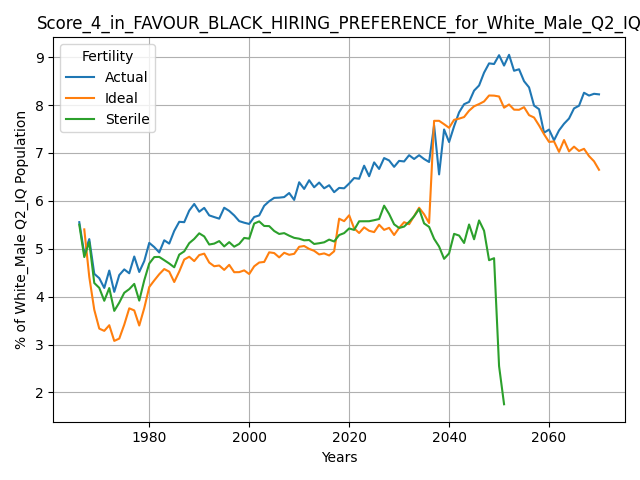 Score_4_in_FAVOUR_BLACK_HIRING_PREFERENCE_for_White_Male_Q2_IQ
Fertility
Actual
Ideal
Sterile
% of White_Male Q2_IQ Population
9
8
7
6
5
4
3
2
1980
2000
2020
2040
2060
Years